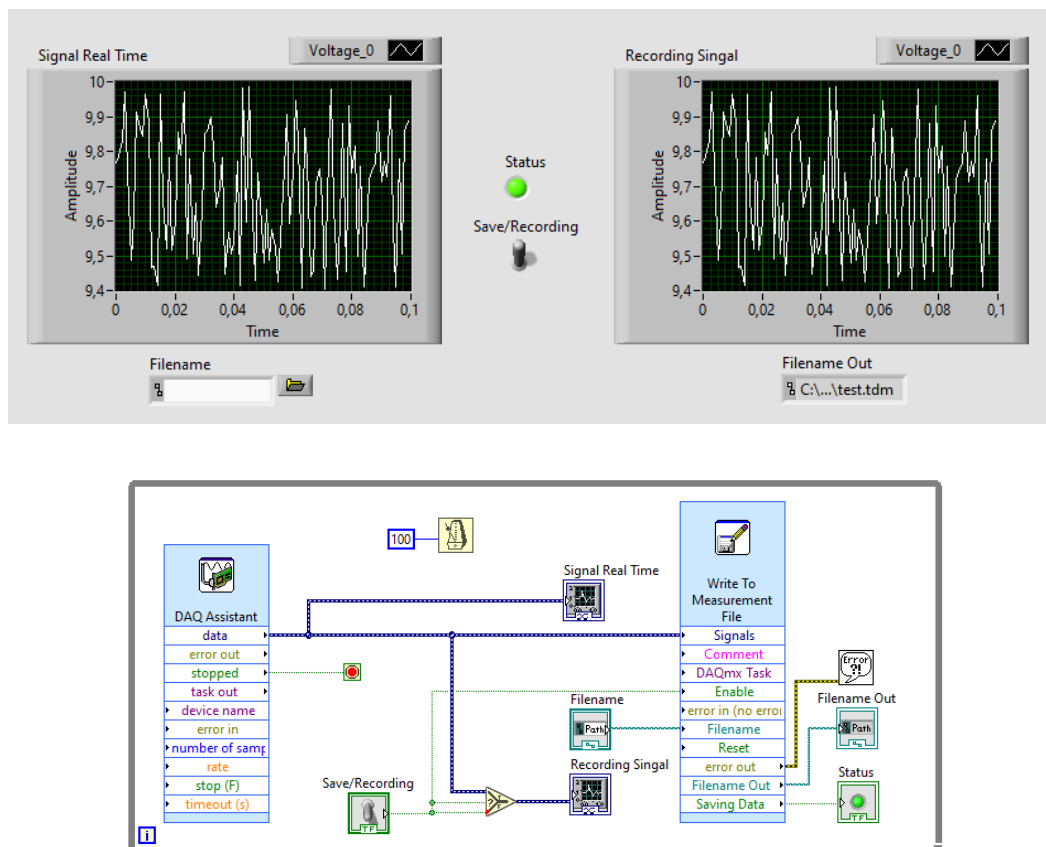 Signal Real Time
Voltage_0
10
9,9
9,8
9,7
9,6
9,5
9,4
Amplitude
0
0,02
0,04
0,06
0,08
0,1
Time
Filename
Status
Save/Recording
Recording Singal
Voltage_0
10
9,9
9,8
9,7
9,6
9,5
9,4
Amplitude
0
0,02
0,04
0,06
0,08
0,1
Time
Filename Out
C:\...\test.tdm
DAQ Assistant
data
error out
stopped
task out
device name
error in
number of samp
rate
stop (F)
timeout (s)
i
100
Signal Real Time
Filename
Path
Recording Singal
Save/Recording
TF
?
Write To
Measurement
File
Signals
Comment
DAQmx Task
Enable
error in (no erroi
Filename
Reset
error out
Filename Out
Saving Data
Error
?!
Filename Out
Path
Status
TF